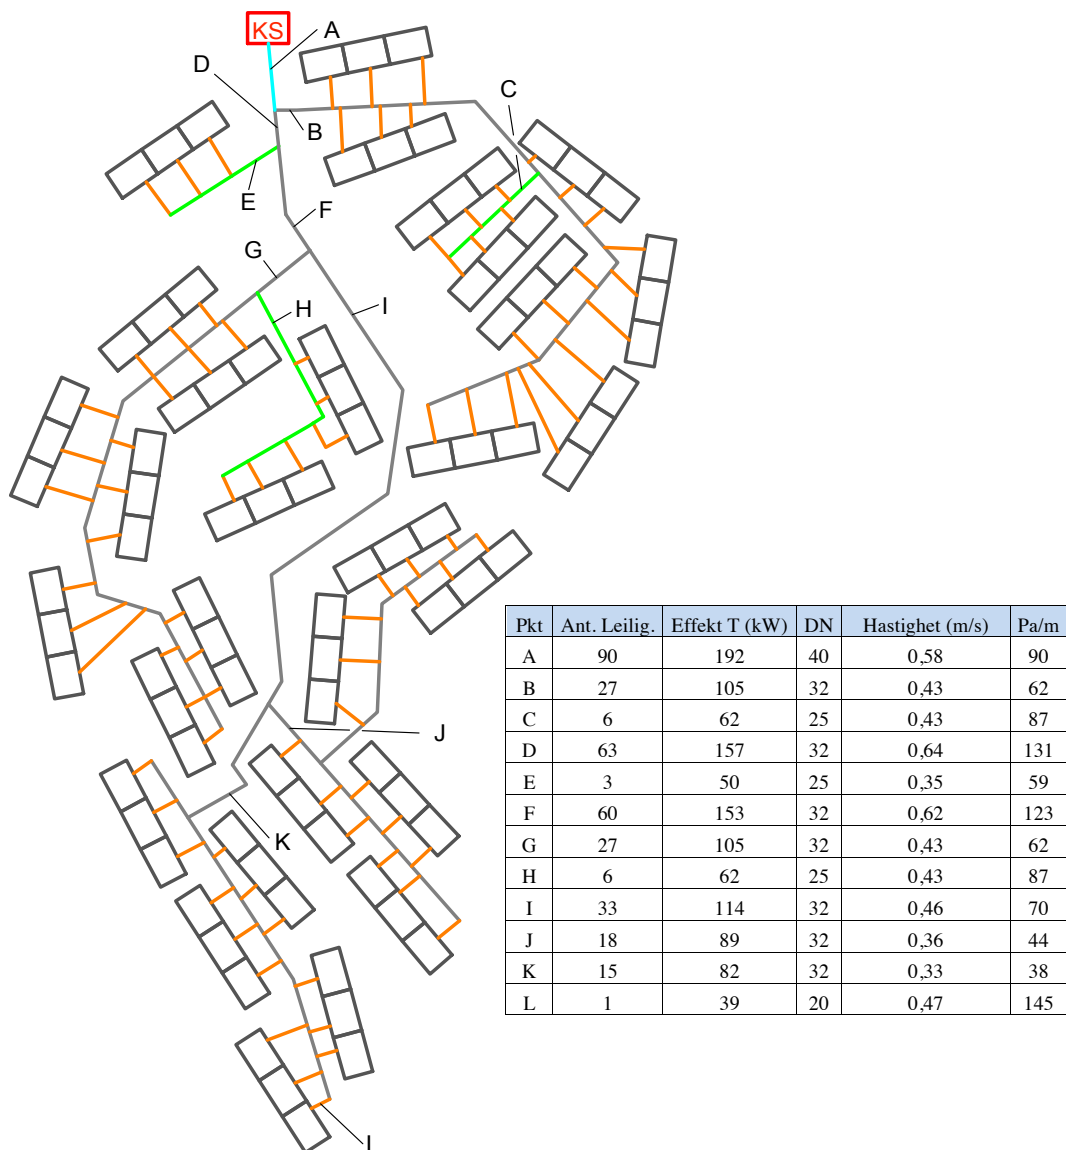 KS
A
D
C
B
E
F
G
I
H
J
K
L
Pkt Ant. Leilig. Effekt T (kW) DN Hastighet (m/s) Pa/m
A 90 192 40 0,58 90
B 27 105 32 0,43 62
C 6 62 25 0,43 87
D 63 157 32 0,64 131
E 3 50 25 0,35 59
F 60 153 32 0,62 123
G 27 105 32 0,43 62
H 6 62 25 0,43 87
I 33 114 32 0,46 70
J 18 89 32 0,36 44
K 15 82 32 0,33 38
L 1 39 20 0,47 145